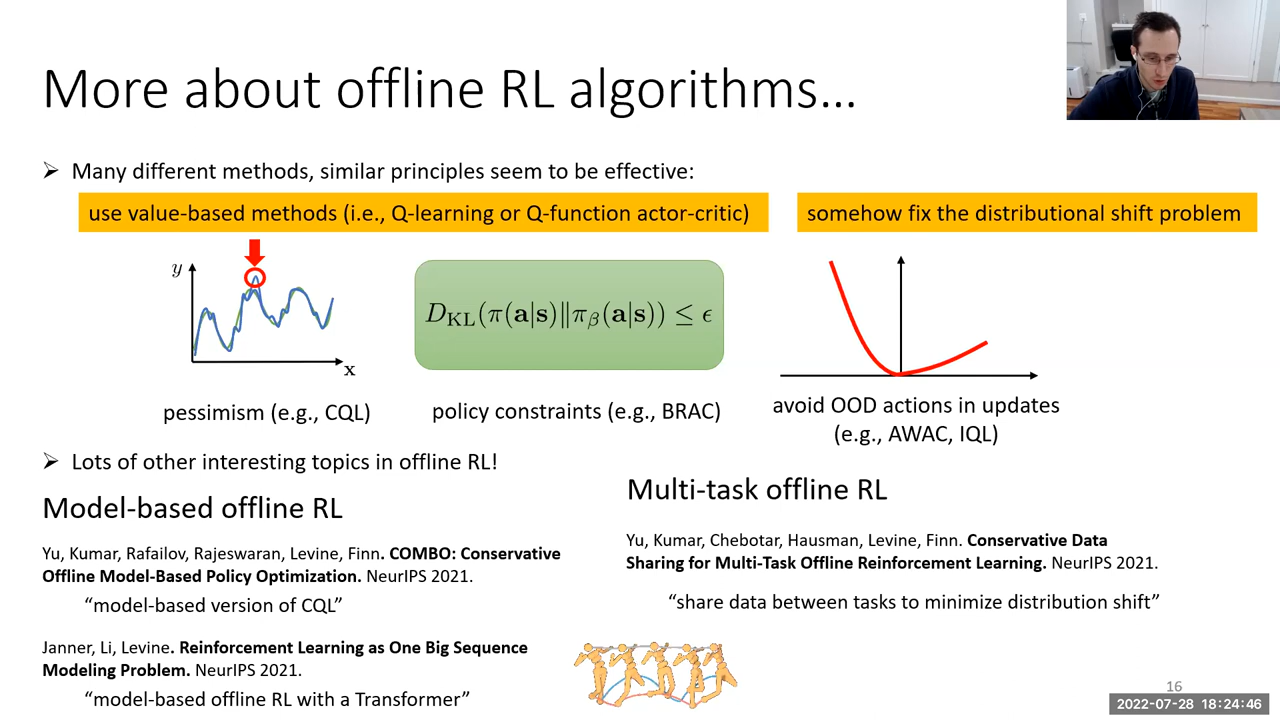 More about offline RL algorithms…
➢ Many different methods, similar principles seem to be effective:
use value-based methods (i.e., Q-learning or Q-function actor-critic)
somehow fix the distributional shift problem
y
x
D_KL(π(a|s)‖π_β(a|s)) ≤ ϵ
pessimism (e.g., CQL)
policy constraints (e.g., BRAC)
avoid OOD actions in updates
(e.g., AWAC, IQL)
➢ Lots of other interesting topics in offline RL!
Model-based offline RL
Yu, Kumar, Rafailov, Rajeswaran, Levine, Finn. COMBO: Conservative
Offline Model-Based Policy Optimization. NeurIPS 2021.
“model-based version of CQL”
Janner, Li, Levine. Reinforcement Learning as One Big Sequence
Modeling Problem. NeurIPS 2021.
“model-based offline RL with a Transformer”
Multi-task offline RL
Yu, Kumar, Chebotar, Hausman, Levine, Finn. Conservative Data
Sharing for Multi-Task Offline Reinforcement Learning. NeurIPS 2021.
“share data between tasks to minimize distribution shift”
16
2022-07-28 18:24:46